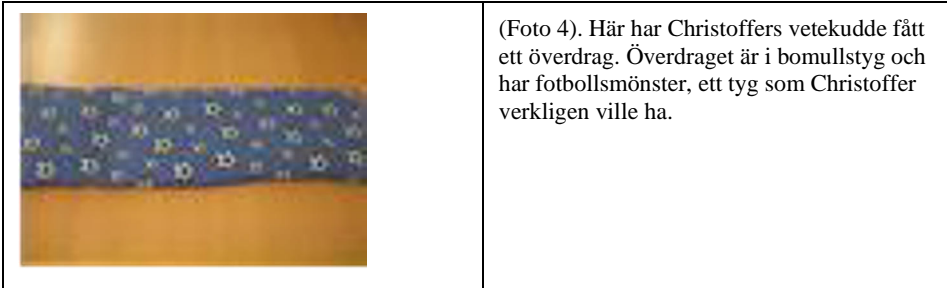 (Foto 4). Här har Christoffers vetekudde fått
ett överdrag. Överdraget är i bomullstyg och
har fotbollsmönster, ett tyg som Christoffer
verkligen ville ha.